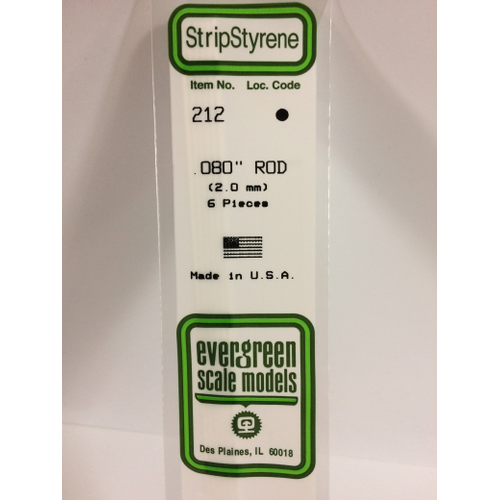 StripStyrene
Item No. Loc. Code
212 ●
.080" ROD
(2.0 mm)
6 Pieces
Made in U.S.A.
evergreen
scale models
Des Plaines, IL 60018